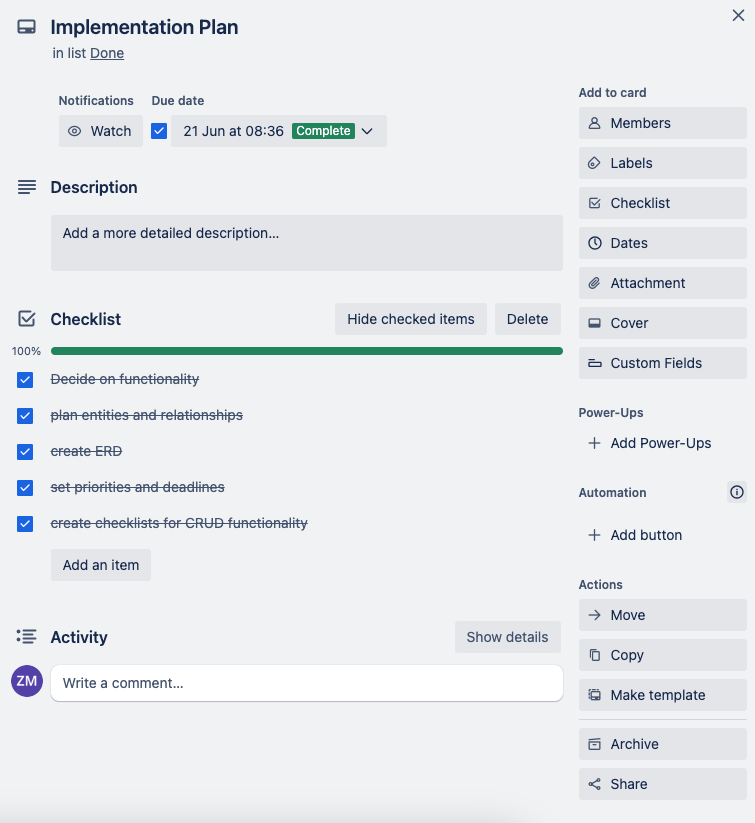 Implementation Plan
in list Done
Notifications
Due date
Watch
21 Jun at 08:36 Complete
Description
Add a more detailed description...
Checklist
Hide checked items
Delete
100%
Decide on functionality
plan entities and relationships
create ERD
set priorities and deadlines
create checklists for CRUD functionality
Add an item
Activity
Show details
ZM
Write a comment...
Add to card
Members
Labels
Checklist
Dates
Attachment
Cover
Custom Fields
Power-Ups
Add Power-Ups
Automation
Add button
Actions
Move
Copy
Make template
Archive
Share